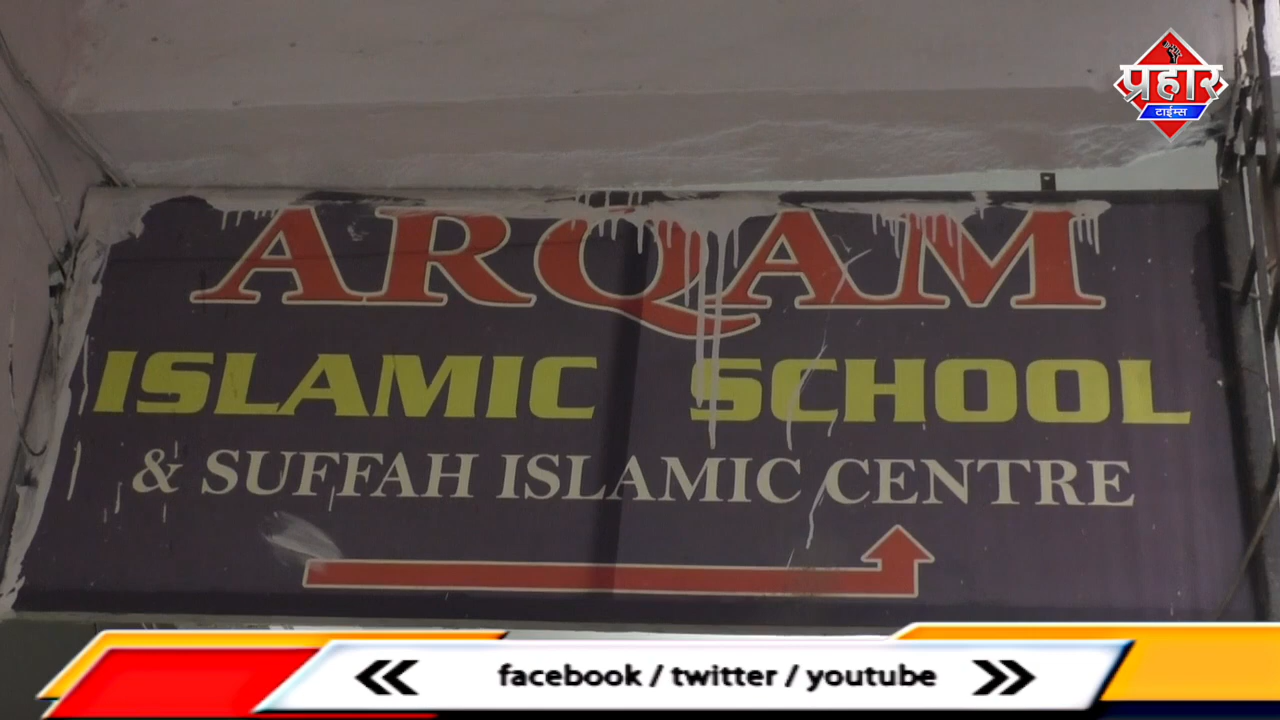 प्रहार
टाईम्स
ARQAM
ISLAMIC SCHOOL
& SUFFAH ISLAMIC CENTRE
facebook / twitter / youtube